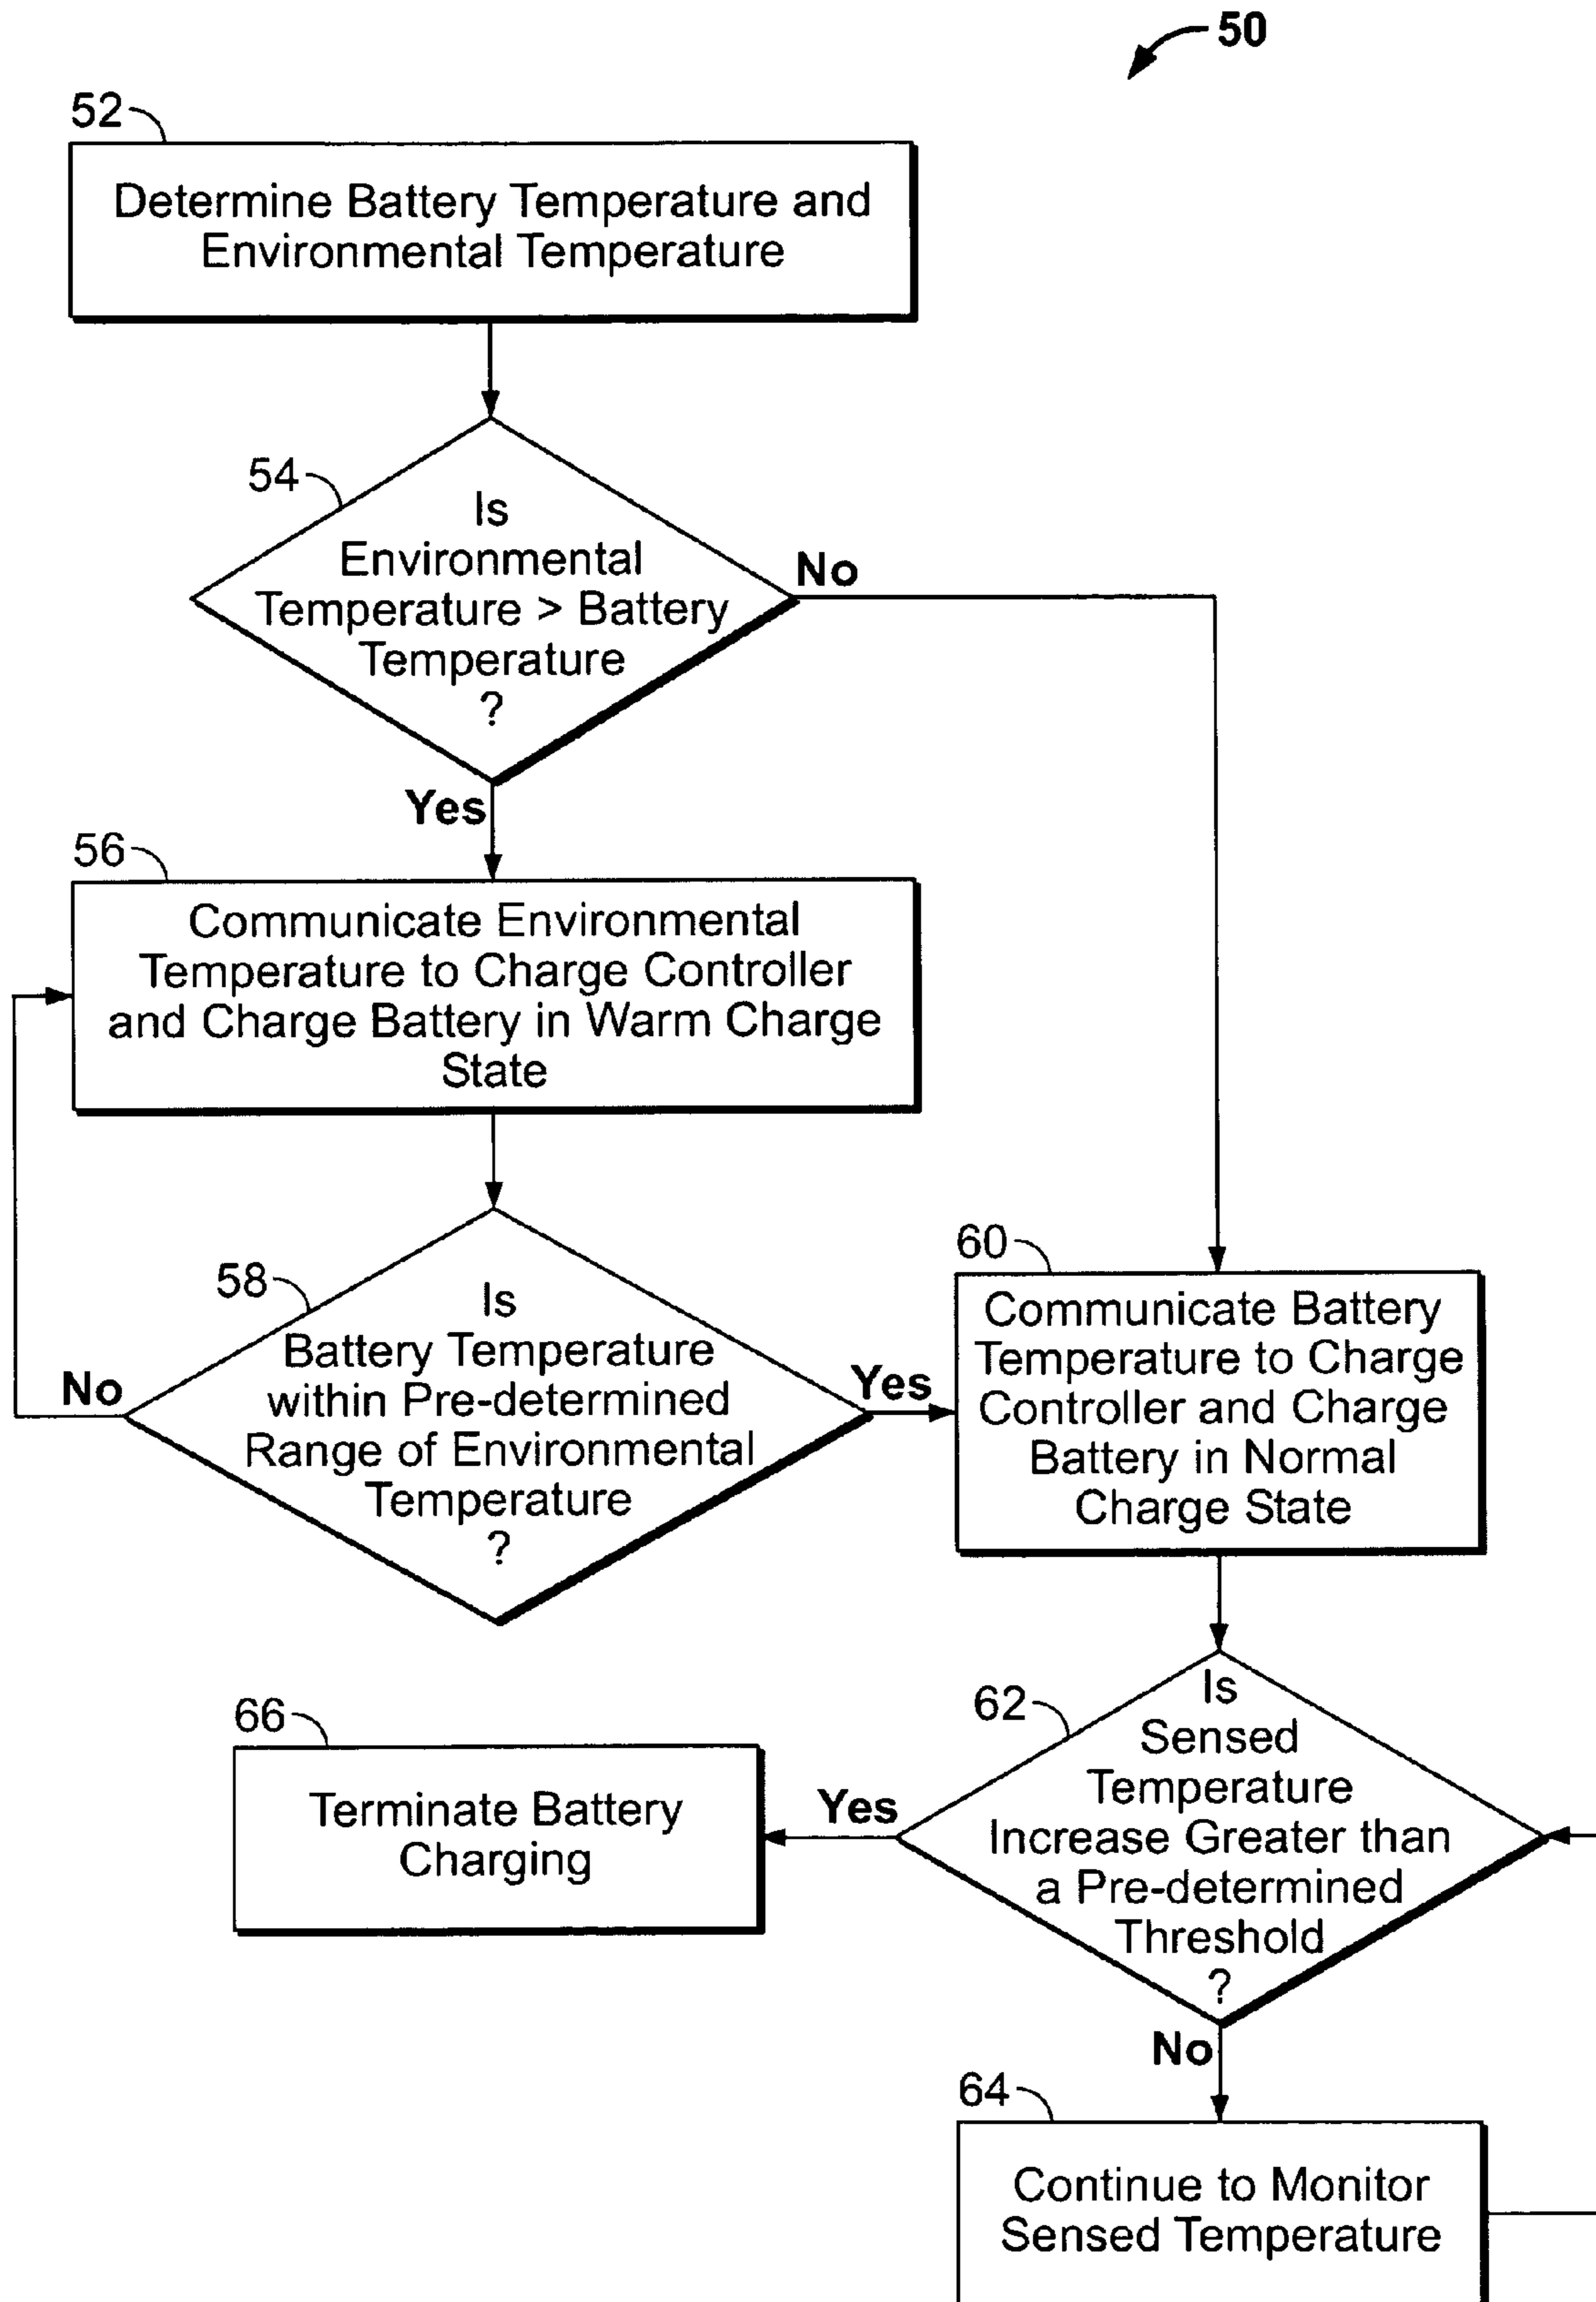 50
52
Determine Battery Temperature and
Environmental Temperature
54
Is
Environmental
Temperature > Battery
Temperature
?
No
Yes
56
Communicate Environmental
Temperature to Charge Controller
and Charge Battery in Warm Charge
State
58
Is
Battery Temperature
within Pre-determined
Range of Environmental
Temperature
?
No
Yes
60
Communicate Battery
Temperature to Charge
Controller and Charge
Battery in Normal
Charge State
62
Is
Sensed
Temperature
Increase Greater than
a Pre-determined
Threshold
?
Yes
66
Terminate Battery
Charging
No
64
Continue to Monitor
Sensed Temperature